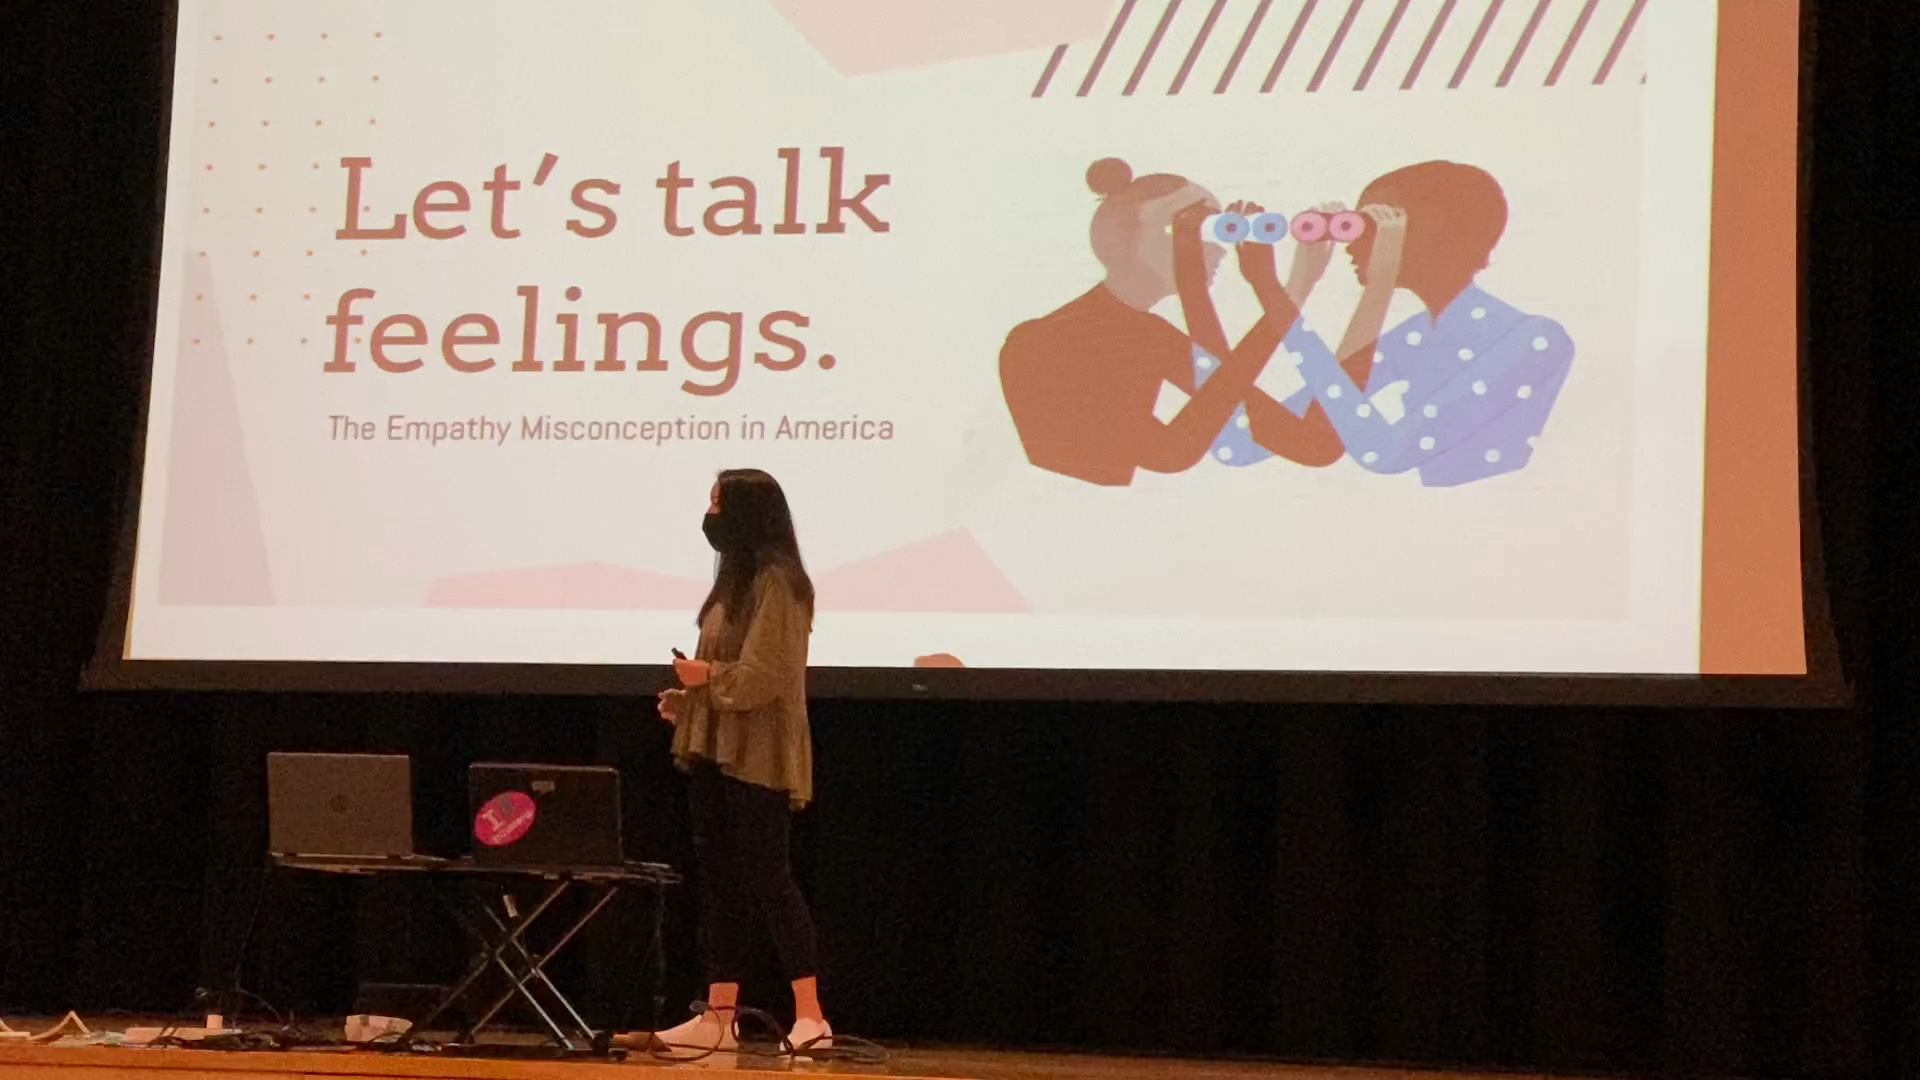 Let's talk
feelings.
The Empathy Misconception in America
I